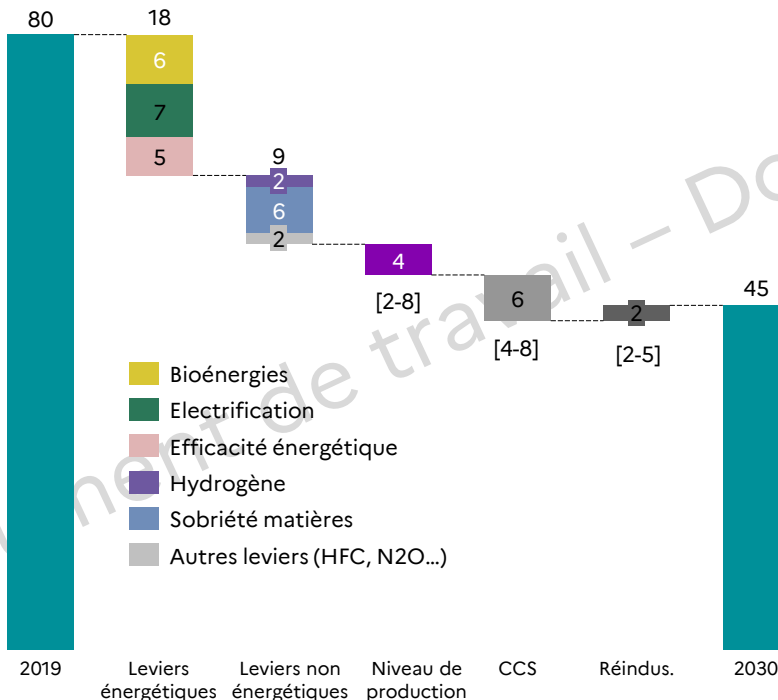 80
18
6
7
5
9
2
6
2
4
[2-8]
6
[4-8]
2
[2-5]
45
Bioénergies
Electrification
Efficacité énergétique
Hydrogène
Sobriété matières
Autres leviers (HFC, N2O…)
2019
Leviers
énergétiques
Leviers non
énergétiques
Niveau de
production
CCS
Réindus.
2030
de travail –